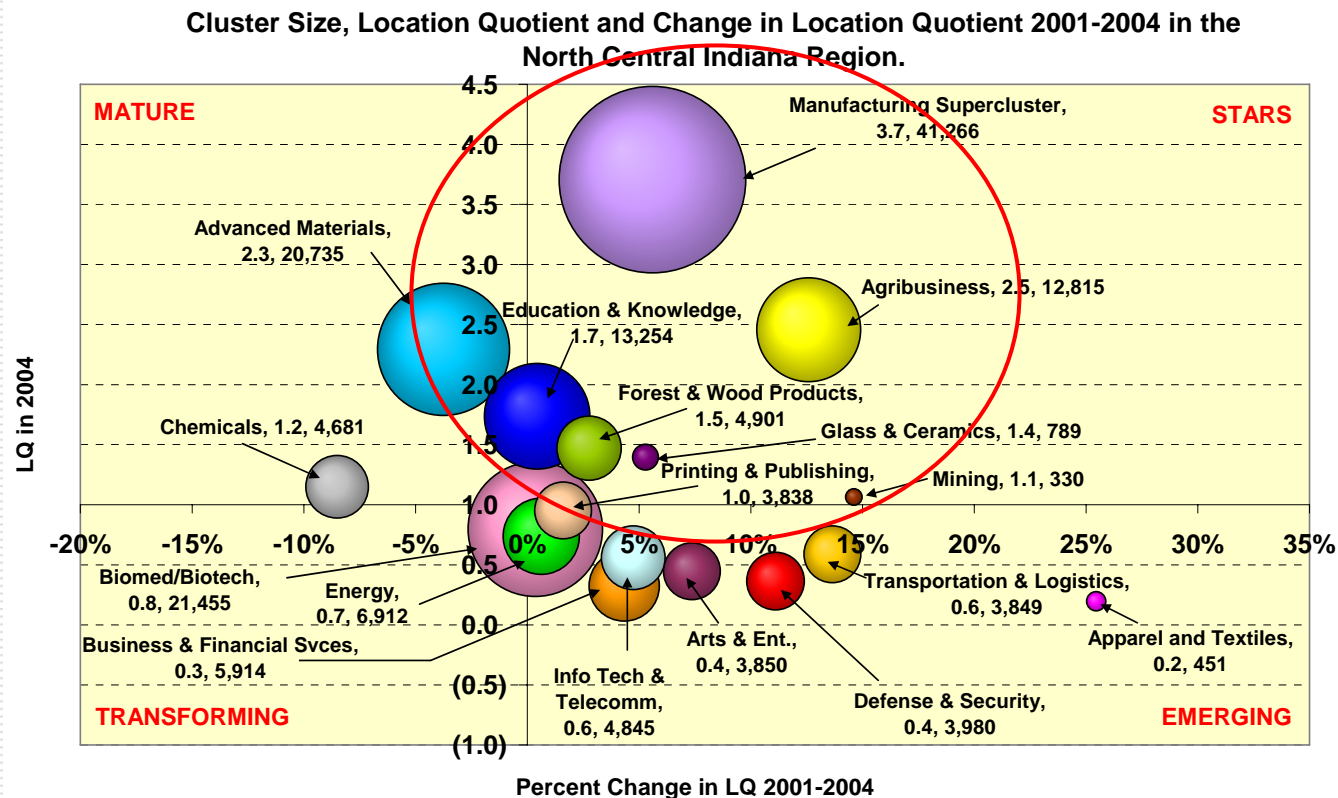 Cluster Size, Location Quotient and Change in Location Quotient 2001-2004 in the
North Central Indiana Region.
MATURE
STARS
Manufacturing Supercluster,
3.7, 41,266
Advanced Materials,
2.3, 20,735
Agribusiness, 2.5, 12,815
Education & Knowledge,
1.7, 13,254
Forest & Wood Products,
1.5, 4,901
Chemicals, 1.2, 4,681
Glass & Ceramics, 1.4, 789
Printing & Publishing,
1.0, 3,838
Mining, 1.1, 330
4.5
4.0
3.5
3.0
2.5
2.0
1.5
1.0
0.5
0.0
(0.5)
(1.0)
-20% -15% -10% -5% 0% 5% 10% 15% 20% 25% 30% 35%
Biomed/Biotech,
0.8, 21,455
Energy,
0.7, 6,912
Business & Financial Svces,
0.3, 5,914
Info Tech &
Telecomm,
0.6, 4,845
Arts & Ent.,
0.4, 3,850
Transportation & Logistics,
0.6, 3,849
Defense & Security,
0.4, 3,980
Apparel and Textiles,
0.2, 451
TRANSFORMING
EMERGING
LQ in 2004
Percent Change in LQ 2001-2004